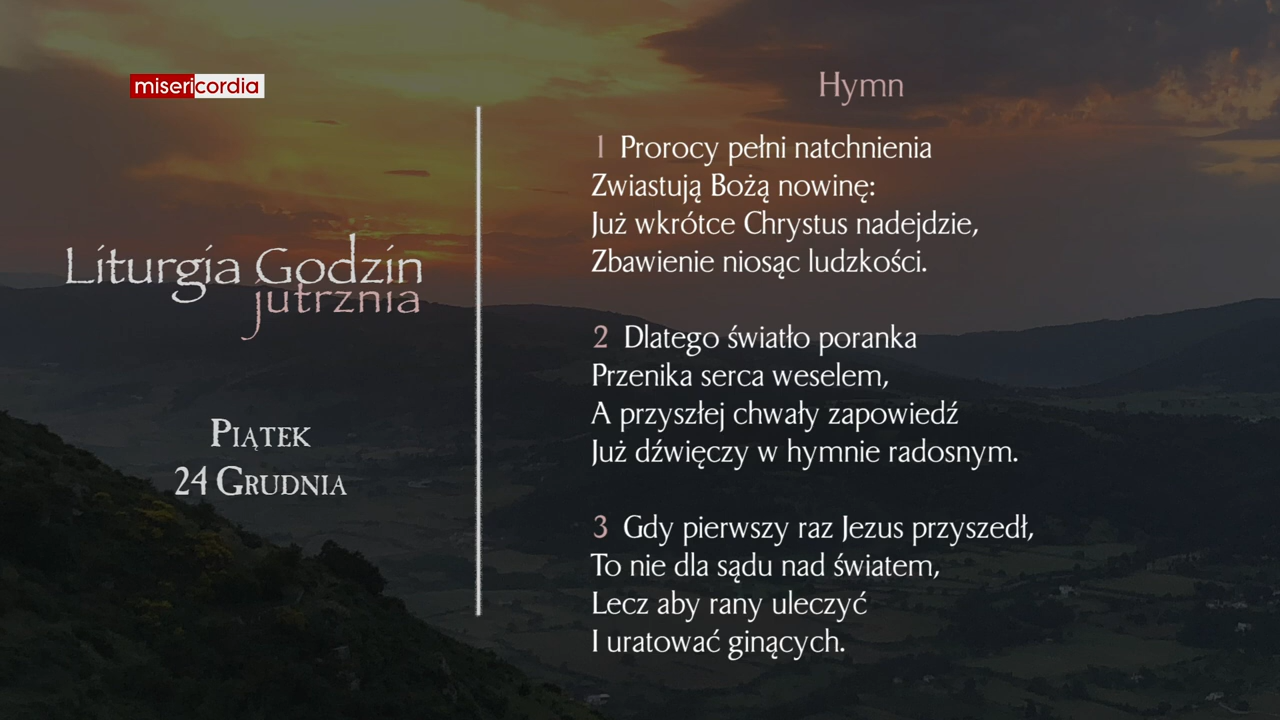 misericordia
Liturgia Godzin
jutrznia
Piątek
24 Grudnia
Hymn
1 Prorocy pełni natchnienia
Zwiastują Bożą nowinę:
Już wkrótce Chrystus nadejdzie,
Zbawienie niosąc ludzkości.
2 Dlatego światło poranka
Przenika serca weselem,
A przyszłej chwały zapowiedź
Już dźwięczy w hymnie radosnym.
3 Gdy pierwszy raz Jezus przyszedł,
To nie dla sądu nad światem,
Lecz aby rany uleczyć
I uratować ginących.